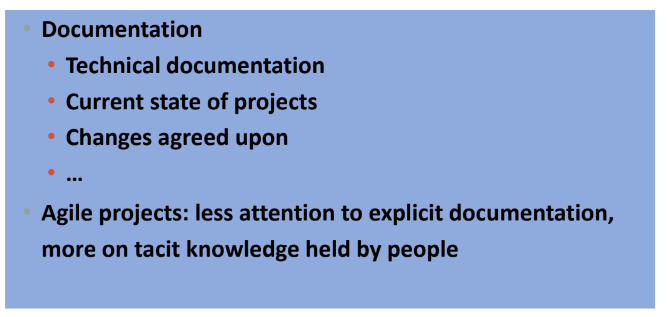 • Documentation
• Technical documentation
• Current state of projects
• Changes agreed upon
• …
• Agile projects: less attention to explicit documentation,
more on tacit knowledge held by people